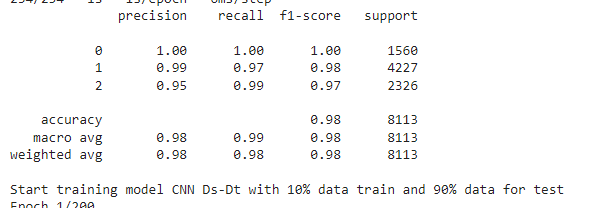 precision recall f1-score support
0 1.00 1.00 1.00 1560
1 0.99 0.97 0.98 4227
2 0.95 0.99 0.97 2326
accuracy 0.98 8113
macro avg 0.98 0.99 0.98 8113
weighted avg 0.98 0.98 0.98 8113
Start training model CNN Ds-Dt with 10% data train and 90% data for test
Epoch 1/200